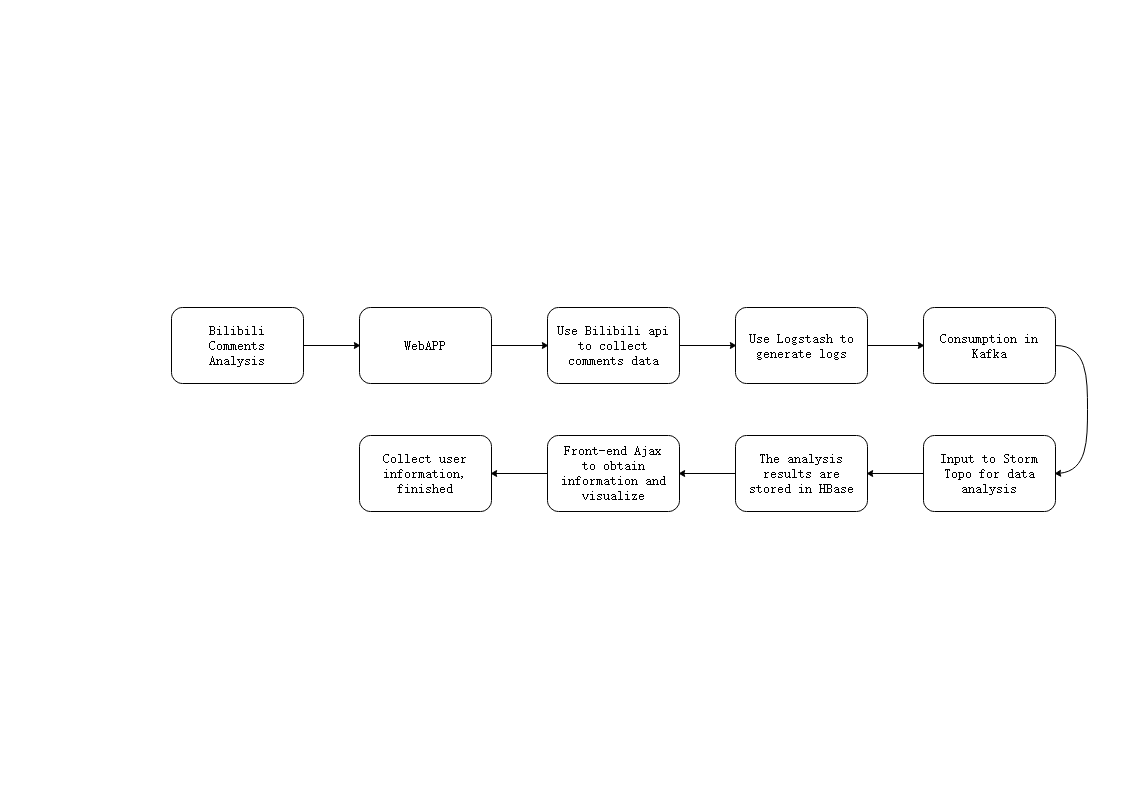 Bilibili
Comments
Analysis
WebAPP
Use Bilibili api
to collect
comments data
Use Logstash to
generate logs
Consumption in
Kafka
Input to Storm
Topo for data
analysis
The analysis
results are
stored in HBase
Front-end Ajax
to obtain
information and
visualize
Collect user
information,
finished